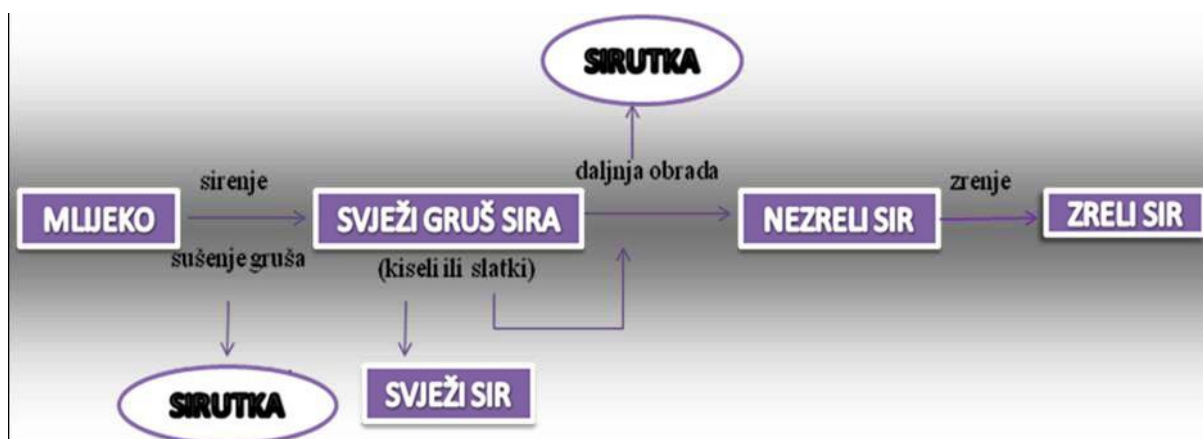 SIRUTKA
daljnja obrada
sirenje
zrenje
MLIJEKO
SVJEŽI GRUŠ SIRA
NEZRELI SIR
ZRELI SIR
sušenje gruša
(kiseli ili slatki)
SIRUTKA
SVJEŽI SIR